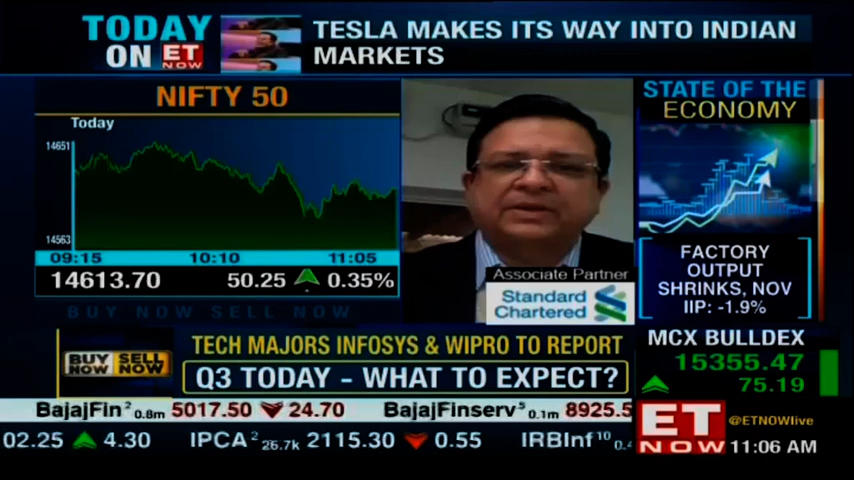 TODAY
ON ET
NOW
TESLA MAKES ITS WAY INTO INDIAN
MARKETS
NIFTY 50
Today
14651
14563
09:15 10:10 11:05
14613.70 50.25 0.35%
BUY NOW SELL NOW
Associate Partner
Standard
Chartered
STATE OF THE
ECONOMY
FACTORY
OUTPUT
SHRINKS, NOV
IIP: -1.9%
BUY SELL
NOW NOW
TECH MAJORS INFOSYS & WIPRO TO REPORT
Q3 TODAY - WHAT TO EXPECT?
MCX BULLDEX
15355.47
75.19
BajajFin² 0.8m 5017.50 24.70 BajajFinserv⁵ 0.1m 8925.5
02.25 4.30 IPCA² 26.7k 2115.30 0.55 IRBInf¹⁰
ET
NOW
@ETNOWlive
11:06 AM